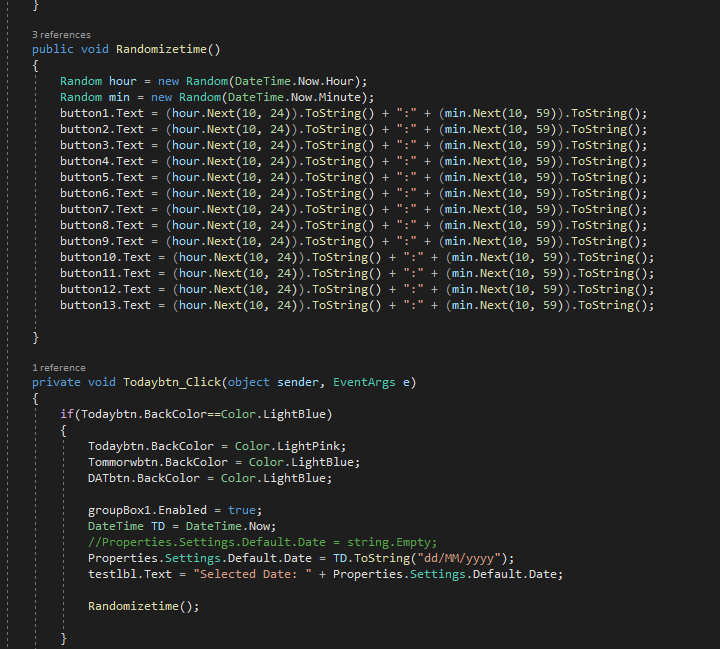 }
3 references
public void Randomizetime()
{
Random hour = new Random(DateTime.Now.Hour);
Random min = new Random(DateTime.Now.Minute);
button1.Text = (hour.Next(10, 24)).ToString() + ":" + (min.Next(10, 59)).ToString();
button2.Text = (hour.Next(10, 24)).ToString() + ":" + (min.Next(10, 59)).ToString();
button3.Text = (hour.Next(10, 24)).ToString() + ":" + (min.Next(10, 59)).ToString();
button4.Text = (hour.Next(10, 24)).ToString() + ":" + (min.Next(10, 59)).ToString();
button5.Text = (hour.Next(10, 24)).ToString() + ":" + (min.Next(10, 59)).ToString();
button6.Text = (hour.Next(10, 24)).ToString() + ":" + (min.Next(10, 59)).ToString();
button7.Text = (hour.Next(10, 24)).ToString() + ":" + (min.Next(10, 59)).ToString();
button8.Text = (hour.Next(10, 24)).ToString() + ":" + (min.Next(10, 59)).ToString();
button9.Text = (hour.Next(10, 24)).ToString() + ":" + (min.Next(10, 59)).ToString();
button10.Text = (hour.Next(10, 24)).ToString() + ":" + (min.Next(10, 59)).ToString();
button11.Text = (hour.Next(10, 24)).ToString() + ":" + (min.Next(10, 59)).ToString();
button12.Text = (hour.Next(10, 24)).ToString() + ":" + (min.Next(10, 59)).ToString();
button13.Text = (hour.Next(10, 24)).ToString() + ":" + (min.Next(10, 59)).ToString();
}
1 reference
private void Todaybtn_Click(object sender, EventArgs e)
{
if(Todaybtn.BackColor==Color.LightBlue)
{
Todaybtn.BackColor = Color.LightPink;
Tommorwbtn.BackColor = Color.LightBlue;
DATbtn.BackColor = Color.LightBlue;
groupBox1.Enabled = true;
DateTime TD = DateTime.Now;
//Properties.Settings.Default.Date = string.Empty;
Properties.Settings.Default.Date = TD.ToString("dd/MM/yyyy");
testlbl.Text = "Selected Date: " + Properties.Settings.Default.Date;
Randomizetime();
}